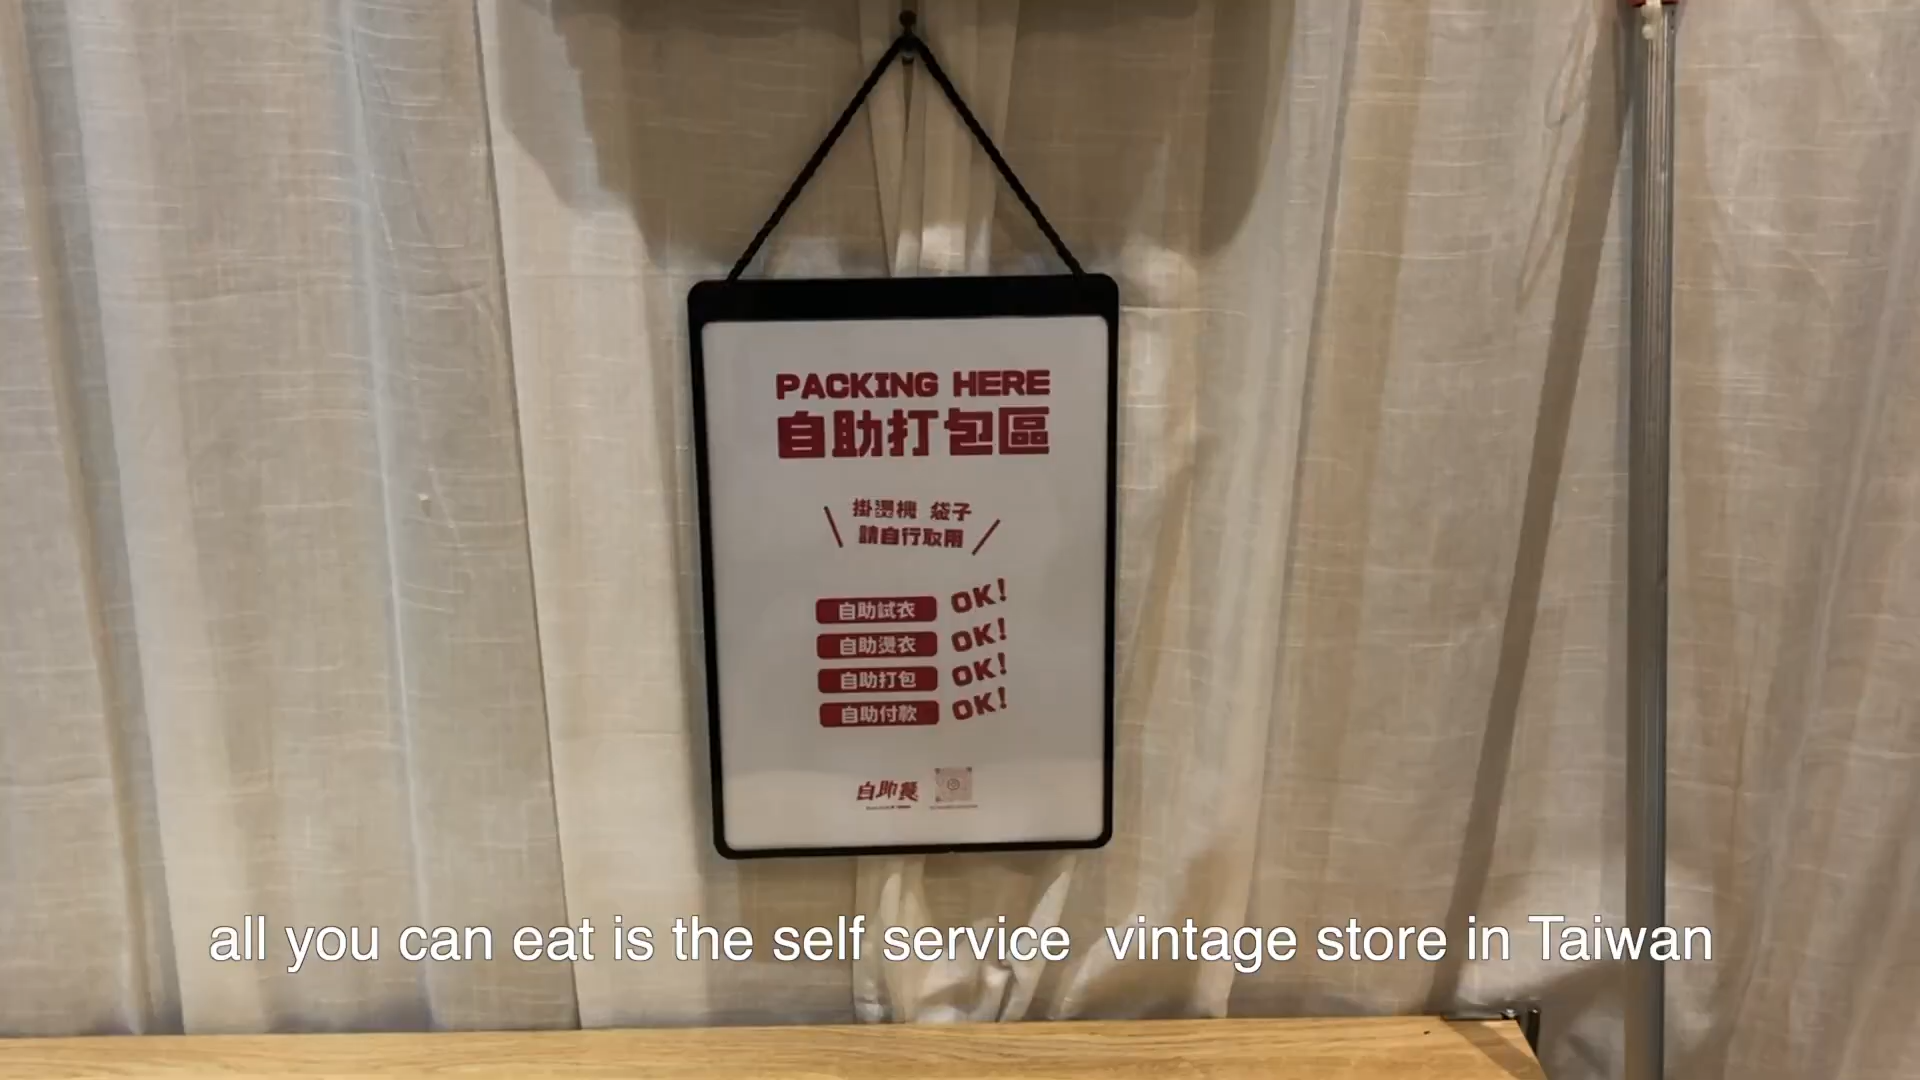 PACKING HERE
自助打包區
掛燙機 袋子
請自行取用
自助試衣 OK!
自助燙衣 OK!
自助打包 OK!
自助付款 OK!
自助餐
all you can eat is the self service vintage store in Taiwan